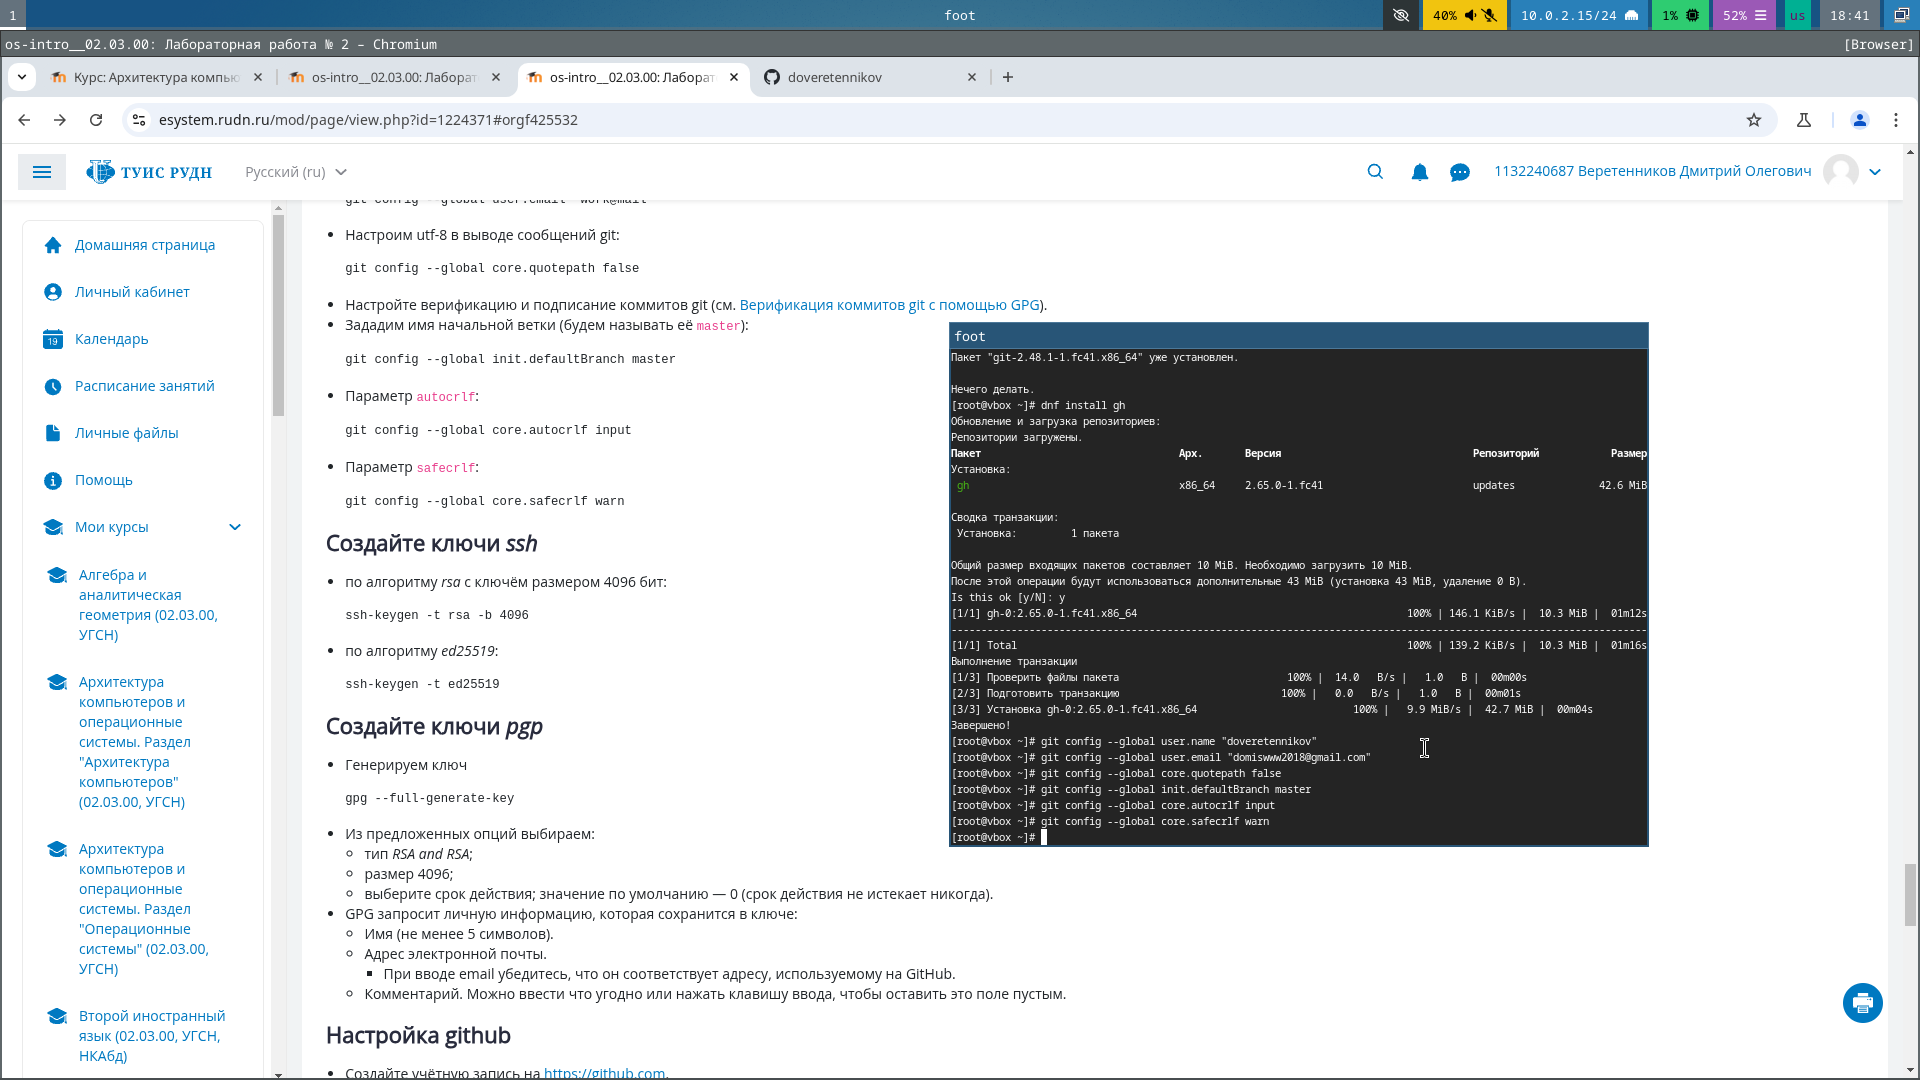 1
foot
40%
10.0.2.15/24
1%
52%
us
18:41
os-intro__02.03.00: Лабораторная работа № 2 – Chromium
[Browser]
Курс: Архитектура компью
os-intro__02.03.00: Лаборат
os-intro__02.03.00: Лаборат
doveretennikov
esystem.rudn.ru/mod/page/view.php?id=1224371#orgf425532
ТУИС РУДН
Русский (ru)
1132240687 Веретенников Дмитрий Олегович
Домашняя страница
Личный кабинет
19
Календарь
Расписание занятий
Личные файлы
Помощь
Мои курсы
Алгебра и
аналитическая
геометрия (02.03.00,
УГСН)
Архитектура
компьютеров и
операционные
системы. Раздел
"Архитектура
компьютеров"
(02.03.00, УГСН)
Архитектура
компьютеров и
операционные
системы. Раздел
"Операционные
системы" (02.03.00,
УГСН)
Второй иностранный
язык (02.03.00, УГСН,
НКАбд)
git config --global user.email "work@mail"
Настроим utf-8 в выводе сообщений git:
git config --global core.quotepath false
Настройте верификацию и подписание коммитов git (см. Верификация коммитов git с помощью GPG).
Зададим имя начальной ветки (будем называть её master):
git config --global init.defaultBranch master
Параметр autocrlf:
git config --global core.autocrlf input
Параметр safecrlf:
git config --global core.safecrlf warn
Создайте ключи ssh
по алгоритму rsa с ключём размером 4096 бит:
ssh-keygen -t rsa -b 4096
по алгоритму ed25519:
ssh-keygen -t ed25519
Создайте ключи pgp
Генерируем ключ
gpg --full-generate-key
Из предложенных опций выбираем:
тип RSA and RSA;
размер 4096;
выберите срок действия; значение по умолчанию — 0 (срок действия не истекает никогда).
GPG запросит личную информацию, которая сохранится в ключе:
Имя (не менее 5 символов).
Адрес электронной почты.
При вводе email убедитесь, что он соответствует адресу, используемому на GitHub.
Комментарий. Можно ввести что угодно или нажать клавишу ввода, чтобы оставить это поле пустым.
Настройка github
Создайте учётную запись на https://github.com.
foot
Пакет "git-2.48.1-1.fc41.x86_64" уже установлен.
Нечего делать.
[root@vbox ~]# dnf install gh
Обновление и загрузка репозиториев:
Репозитории загружены.
Пакет Арх. Версия Репозиторий Размер
Установка:
gh x86_64 2.65.0-1.fc41 updates 42.6 MiB
Сводка транзакции:
Установка: 1 пакета
Общий размер входящих пакетов составляет 10 MiB. Необходимо загрузить 10 MiB.
После этой операции будут использоваться дополнительные 43 MiB (установка 43 MiB, удаление 0 B).
Is this ok [y/N]: y
[1/1] gh-0:2.65.0-1.fc41.x86_64 100% | 146.1 KiB/s | 10.3 MiB | 01m12s
--------------------------------------------------------------------------------
[1/1] Total 100% | 139.2 KiB/s | 10.3 MiB | 01m16s
Выполнение транзакции
[1/3] Проверить файлы пакета 100% | 14.0 B/s | 1.0 B | 00m00s
[2/3] Подготовить транзакцию 100% | 0.0 B/s | 1.0 B | 00m01s
[3/3] Установка gh-0:2.65.0-1.fc41.x86_64 100% | 9.9 MiB/s | 42.7 MiB | 00m04s
Завершено!
[root@vbox ~]# git config --global user.name "doveretennikov"
[root@vbox ~]# git config --global user.email "domiswww2018@gmail.com"
[root@vbox ~]# git config --global core.quotepath false
[root@vbox ~]# git config --global init.defaultBranch master
[root@vbox ~]# git config --global core.autocrlf input
[root@vbox ~]# git config --global core.safecrlf warn
[root@vbox ~]#